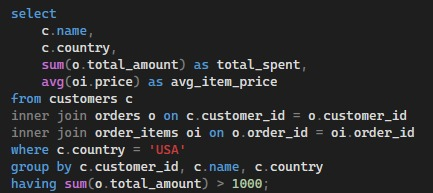 select
    c.name,
    c.country,
    sum(o.total_amount) as total_spent,
    avg(oi.price) as avg_item_price
from customers c
inner join orders o on c.customer_id = o.customer_id
inner join order_items oi on o.order_id = oi.order_id
where c.country = 'USA'
group by c.customer_id, c.name, c.country
having sum(o.total_amount) > 1000;